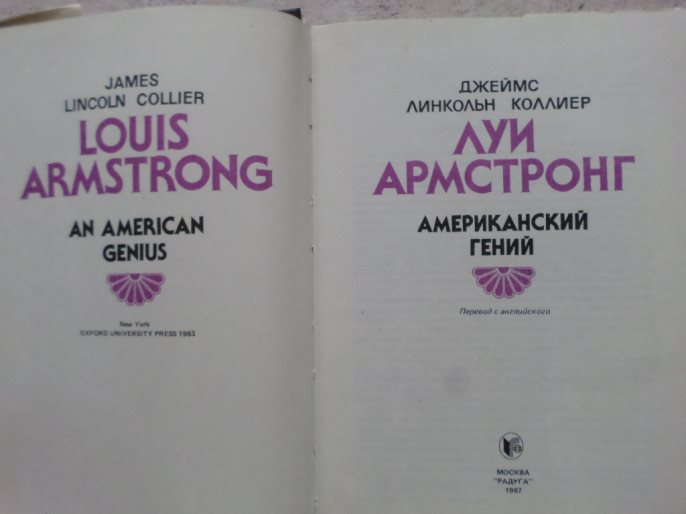 JAMES
LINCOLN COLLIER
LOUIS
ARMSTRONG
AN AMERICAN
GENIUS
New York
OXFORD UNIVERSITY PRESS 1983
ДЖЕЙМС
ЛИНКОЛЬН КОЛЛИЕР
ЛУИ
АРМСТРОНГ
АМЕРИКАНСКИЙ
ГЕНИЙ
Перевод с английского
МОСКВА
"РАДУГА"
1987